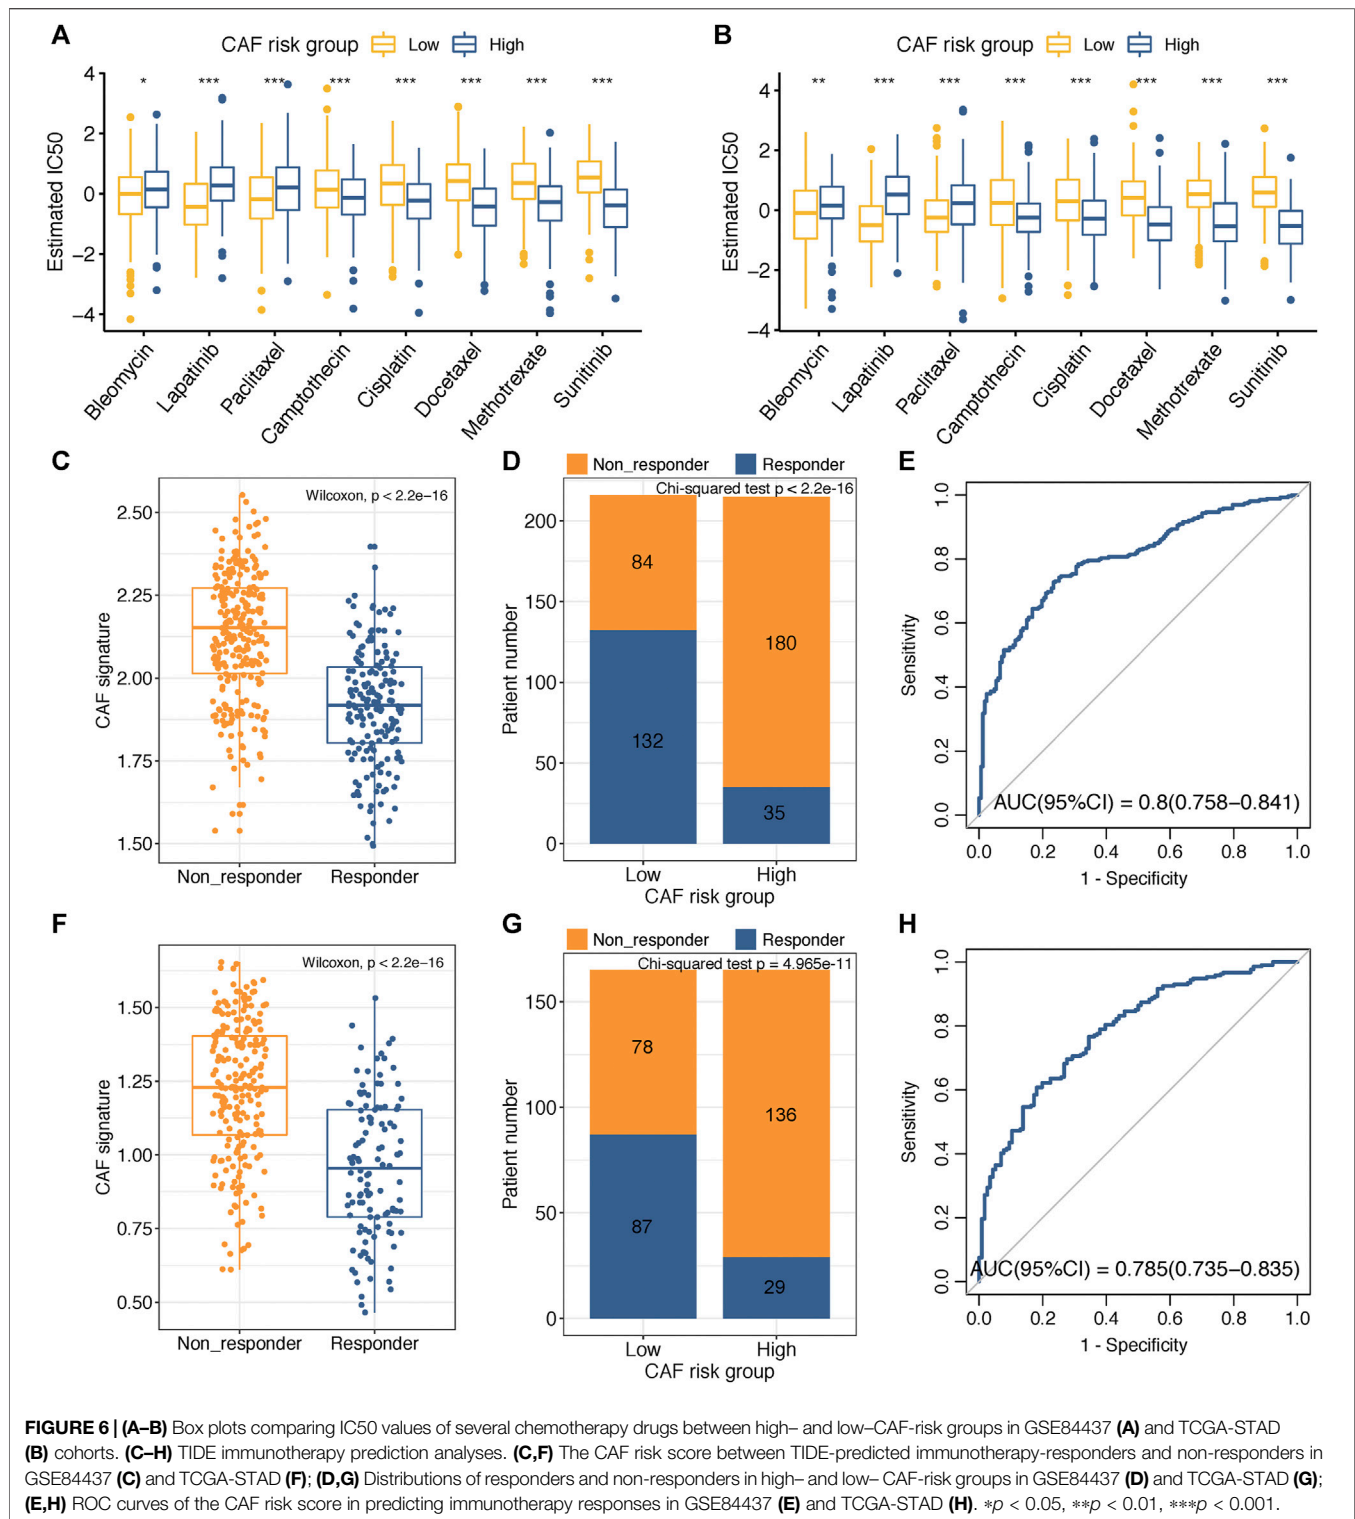 A
CAF risk group Low High
* *** *** *** *** *** *** ***
Estimated IC50
4
2
0
−2
−4
Bleomycin
Lapatinib
Paclitaxel
Camptothecin
Cisplatin
Docetaxel
Methotrexate
Sunitinib
B
CAF risk group Low High
** *** *** *** *** *** *** ***
Estimated IC50
4
2
0
−2
−4
Bleomycin
Lapatinib
Paclitaxel
Camptothecin
Cisplatin
Docetaxel
Methotrexate
Sunitinib
C
Wilcoxon, p < 2.2e−16
CAF signature
2.50
2.25
2.00
1.75
1.50
Non_responder Responder
D
Non_responder Responder
Chi-squared test p < 2.2e-16
Patient number
200
150
100
50
0
84
132
180
35
Low High
CAF risk group
E
Sensitivity
1.0
0.8
0.6
0.4
0.2
0.0
AUC(95%CI) = 0.8(0.758−0.841)
0.0 0.2 0.4 0.6 0.8 1.0
1 - Specificity
F
Wilcoxon, p < 2.2e−16
CAF signature
1.50
1.25
1.00
0.75
0.50
Non_responder Responder
G
Non_responder Responder
Chi-squared test p = 4.965e-11
Patient number
150
100
50
0
78
87
136
29
Low High
CAF risk group
H
Sensitivity
1.0
0.8
0.6
0.4
0.2
0.0
AUC(95%CI) = 0.785(0.735−0.835)
0.0 0.2 0.4 0.6 0.8 1.0
1 - Specificity
FIGURE 6 | (A–B) Box plots comparing IC50 values of several chemotherapy drugs between high– and low–CAF-risk groups in GSE84437 (A) and TCGA-STAD
(B) cohorts. (C–H) TIDE immunotherapy prediction analyses. (C,F) The CAF risk score between TIDE-predicted immunotherapy-responders and non-responders in
GSE84437 (C) and TCGA-STAD (F); (D,G) Distributions of responders and non-responders in high– and low– CAF-risk groups in GSE84437 (D) and TCGA-STAD (G);
(E,H) ROC curves of the CAF risk score in predicting immunotherapy responses in GSE84437 (E) and TCGA-STAD (H). ∗p < 0.05, ∗∗p < 0.01, ∗∗∗p < 0.001.